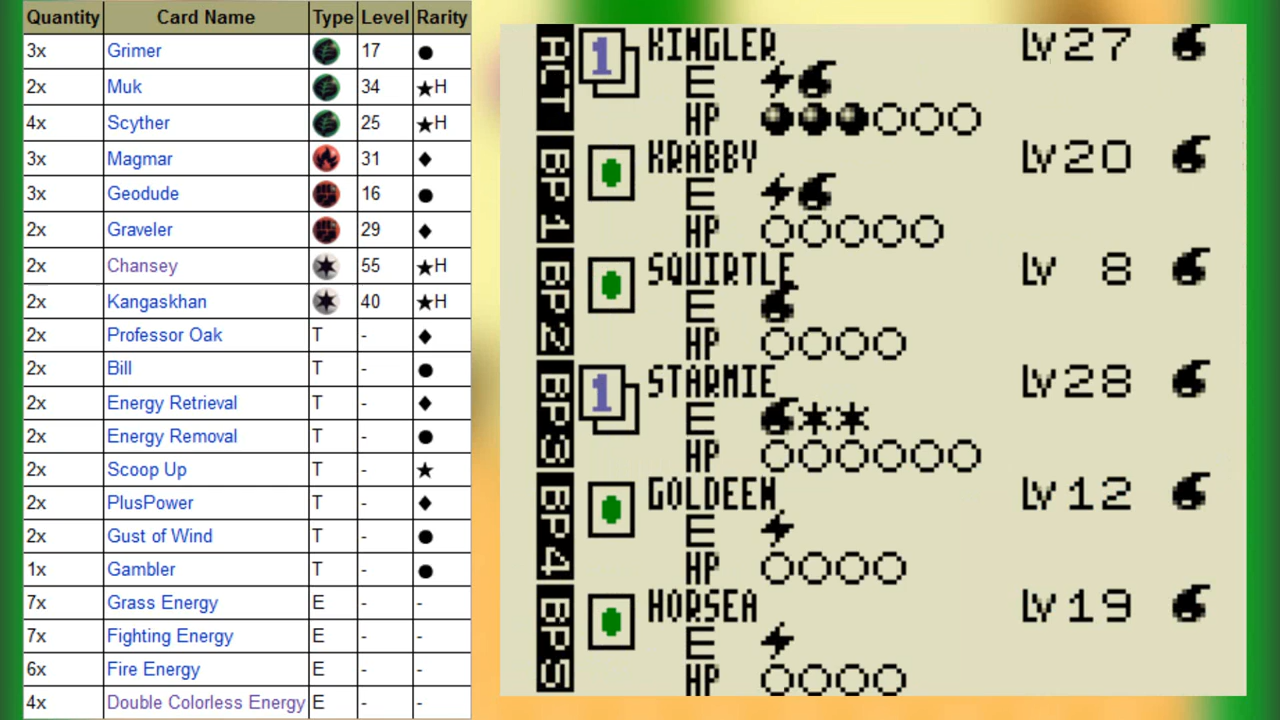 Quantity Card Name Type Level Rarity
3x Grimer 17 ●
2x Muk 34 ★H
4x Scyther 25 ★H
3x Magmar 31 ♦
3x Geodude 16 ●
2x Graveler 29 ♦
2x Chansey 55 ★H
2x Kangaskhan 40 ★H
2x Professor Oak T - ♦
2x Bill T - ●
2x Energy Retrieval T - ♦
2x Energy Removal T - ●
2x Scoop Up T - ★
2x PlusPower T - ♦
2x Gust of Wind T - ●
1x Gambler T - ●
7x Grass Energy E - -
7x Fighting Energy E - -
6x Fire Energy E - -
4x Double Colorless Energy E - -
ACT 1 KINGLER Lv27
E
HP
BP1 KRABBY Lv20
E
HP
BP2 SQUIRTLE Lv 8
E
HP
BP3 1 STARMIE Lv28
E
HP
BP4 GOLDEEN Lv12
E
HP
BP5 HORSEA Lv19
E
HP